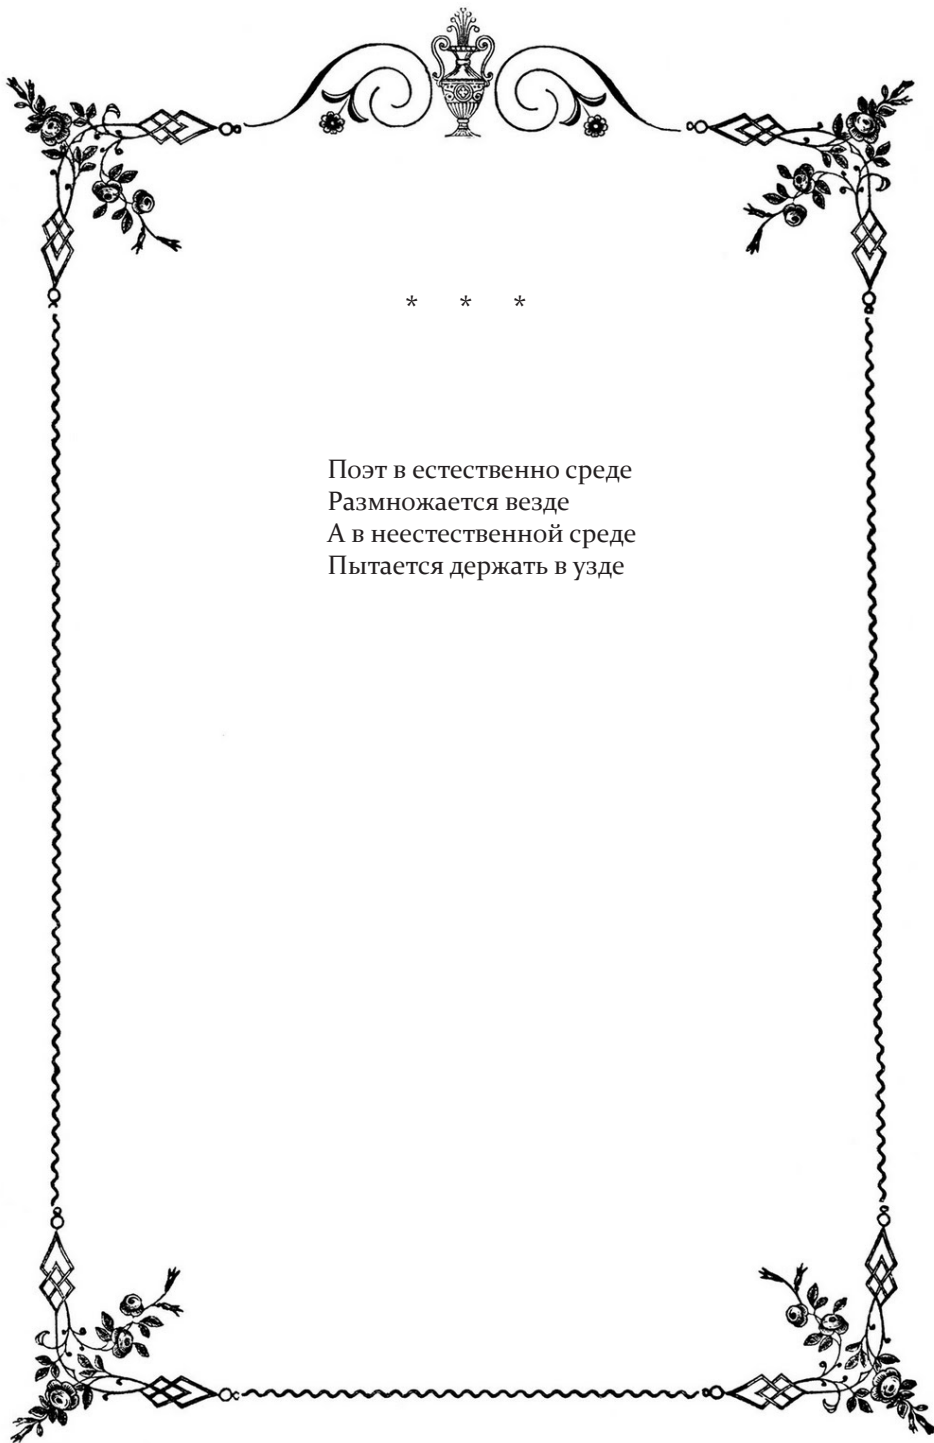 * * *
Поэт в естественно среде
Размножается везде
А в неестественной среде
Пытается держать в узде